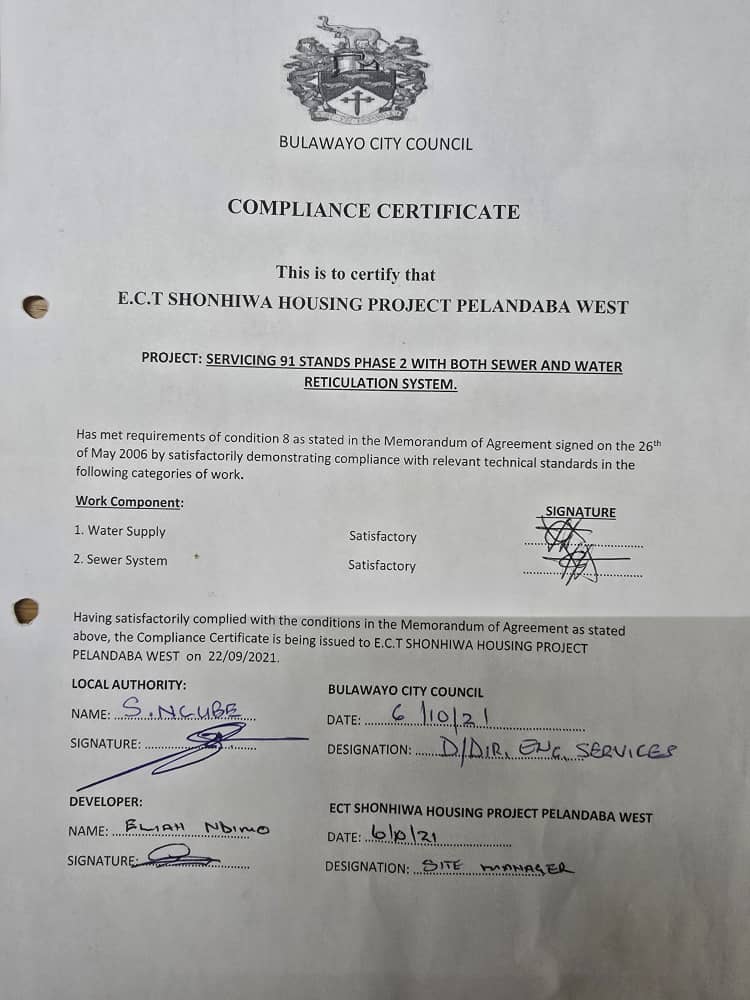 BULAWAYO CITY COUNCIL
COMPLIANCE CERTIFICATE
This is to certify that
E.C.T SHONHIWA HOUSING PROJECT PELANDABA WEST
PROJECT: SERVICING 91 STANDS PHASE 2 WITH BOTH SEWER AND WATER
RETICULATION SYSTEM.
Has met requirements of condition 8 as stated in the Memorandum of Agreement signed on the 26th
of May 2006 by satisfactorily demonstrating compliance with relevant technical standards in the
following categories of work.
Work Component: SIGNATURE
1. Water Supply Satisfactory
2. Sewer System Satisfactory
Having satisfactorily complied with the conditions in the Memorandum of Agreement as stated
above, the Compliance Certificate is being issued to E.C.T SHONHIWA HOUSING PROJECT
PELANDABA WEST on 22/09/2021.
LOCAL AUTHORITY: BULAWAYO CITY COUNCIL
NAME: S. NCUBE DATE: 6/10/21
SIGNATURE: DESIGNATION: D/DIR. ENG. SERVICES
DEVELOPER: ECT SHONHIWA HOUSING PROJECT PELANDABA WEST
NAME: ELIAH NDIMO DATE:
SIGNATURE: DESIGNATION: SITE MANAGER